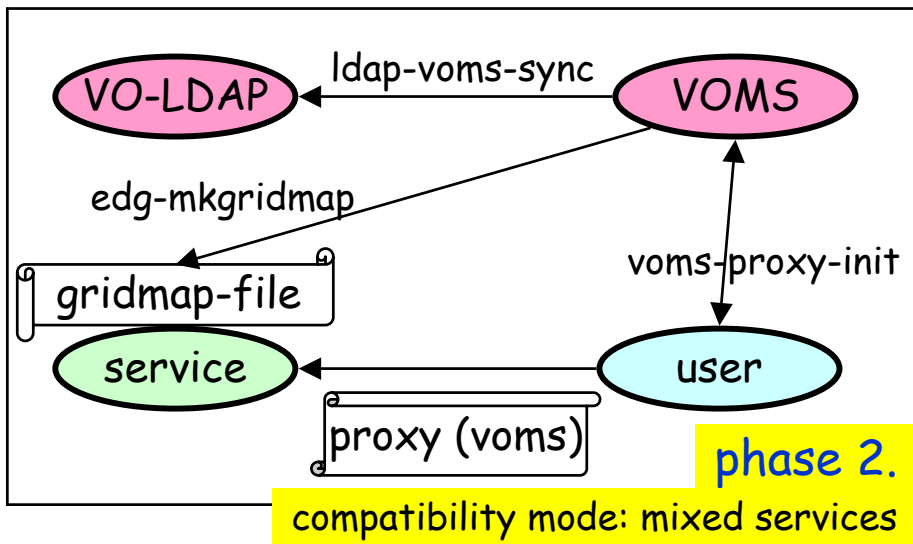 ldap-voms-sync
VO-LDAP
VOMS
edg-mkgridmap
voms-proxy-init
gridmap-file
service
user
proxy (voms)
phase 2.
compatibility mode: mixed services